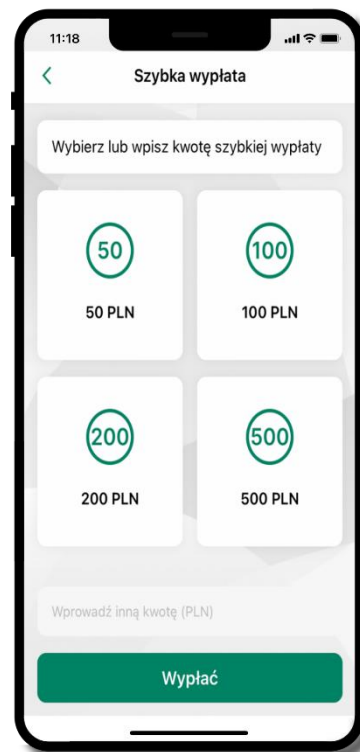 11:18
Szybka wypłata
Wybierz lub wpisz kwotę szybkiej wypłaty
50
100
50 PLN
100 PLN
200
500
200 PLN
500 PLN
Wprowadź inną kwotę (PLN)
Wypłać